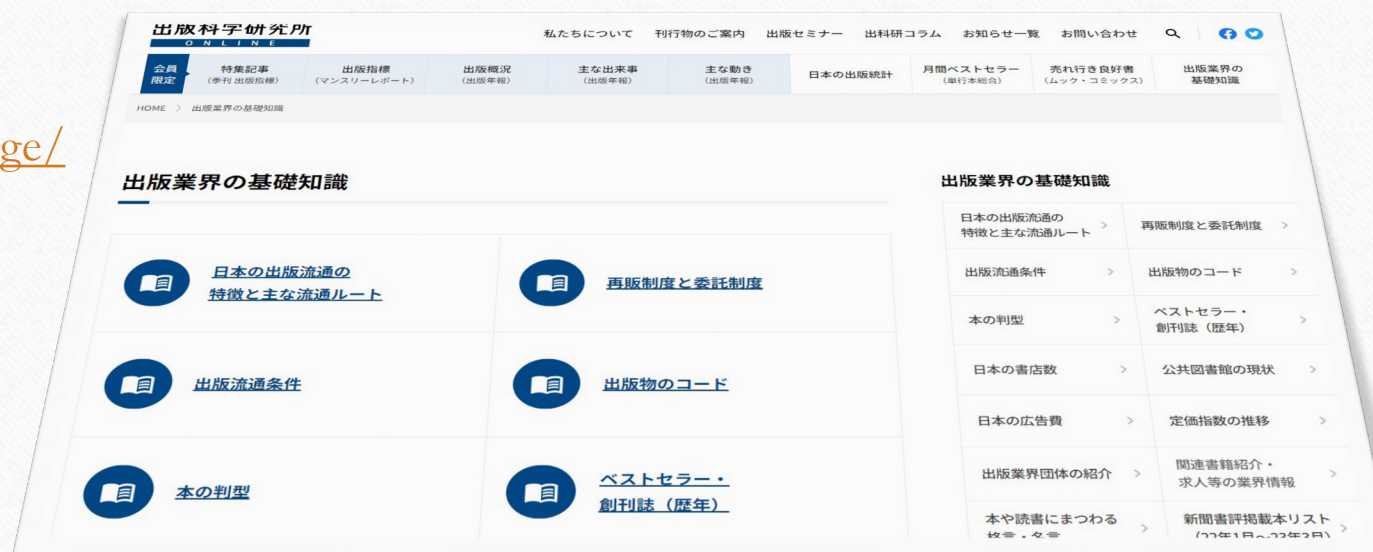 ge/
出版科学研究所
ONLINE
私たちについて 刊行物のご案内 出版セミナー 出科研コラム お知らせ一覧 お問い合わせ
会員
限定
特集記事
(季刊 出版指標)
出版指標
(マンスリーレポート)
出版概況
(出版年報)
主な出来事
(出版年報)
主な動き
(出版年報)
日本の出版統計
月間ベストセラー
(単行本総合)
売れ行き良好書
(ムック・コミックス)
出版業界の
基礎知識
HOME > 出版業界の基礎知識
出版業界の基礎知識
日本の出版流通の
特徴と主な流通ルート
再販制度と委託制度
出版流通条件
出版物のコード
本の判型
ベストセラー・
創刊誌(歴年)
出版業界の基礎知識
日本の出版流通の
特徴と主な流通ルート >
再販制度と委託制度 >
出版流通条件 >
出版物のコード >
本の判型 >
ベストセラー・
創刊誌(歴年) >
日本の書店数 >
公共図書館の現状 >
日本の広告費 >
定価指数の推移 >
出版業界団体の紹介 >
関連書籍紹介・
求人等の業界情報 >
本や読書にまつわる
格言・名言 >
新聞書評掲載本リスト
(22年1月~23年3月) >